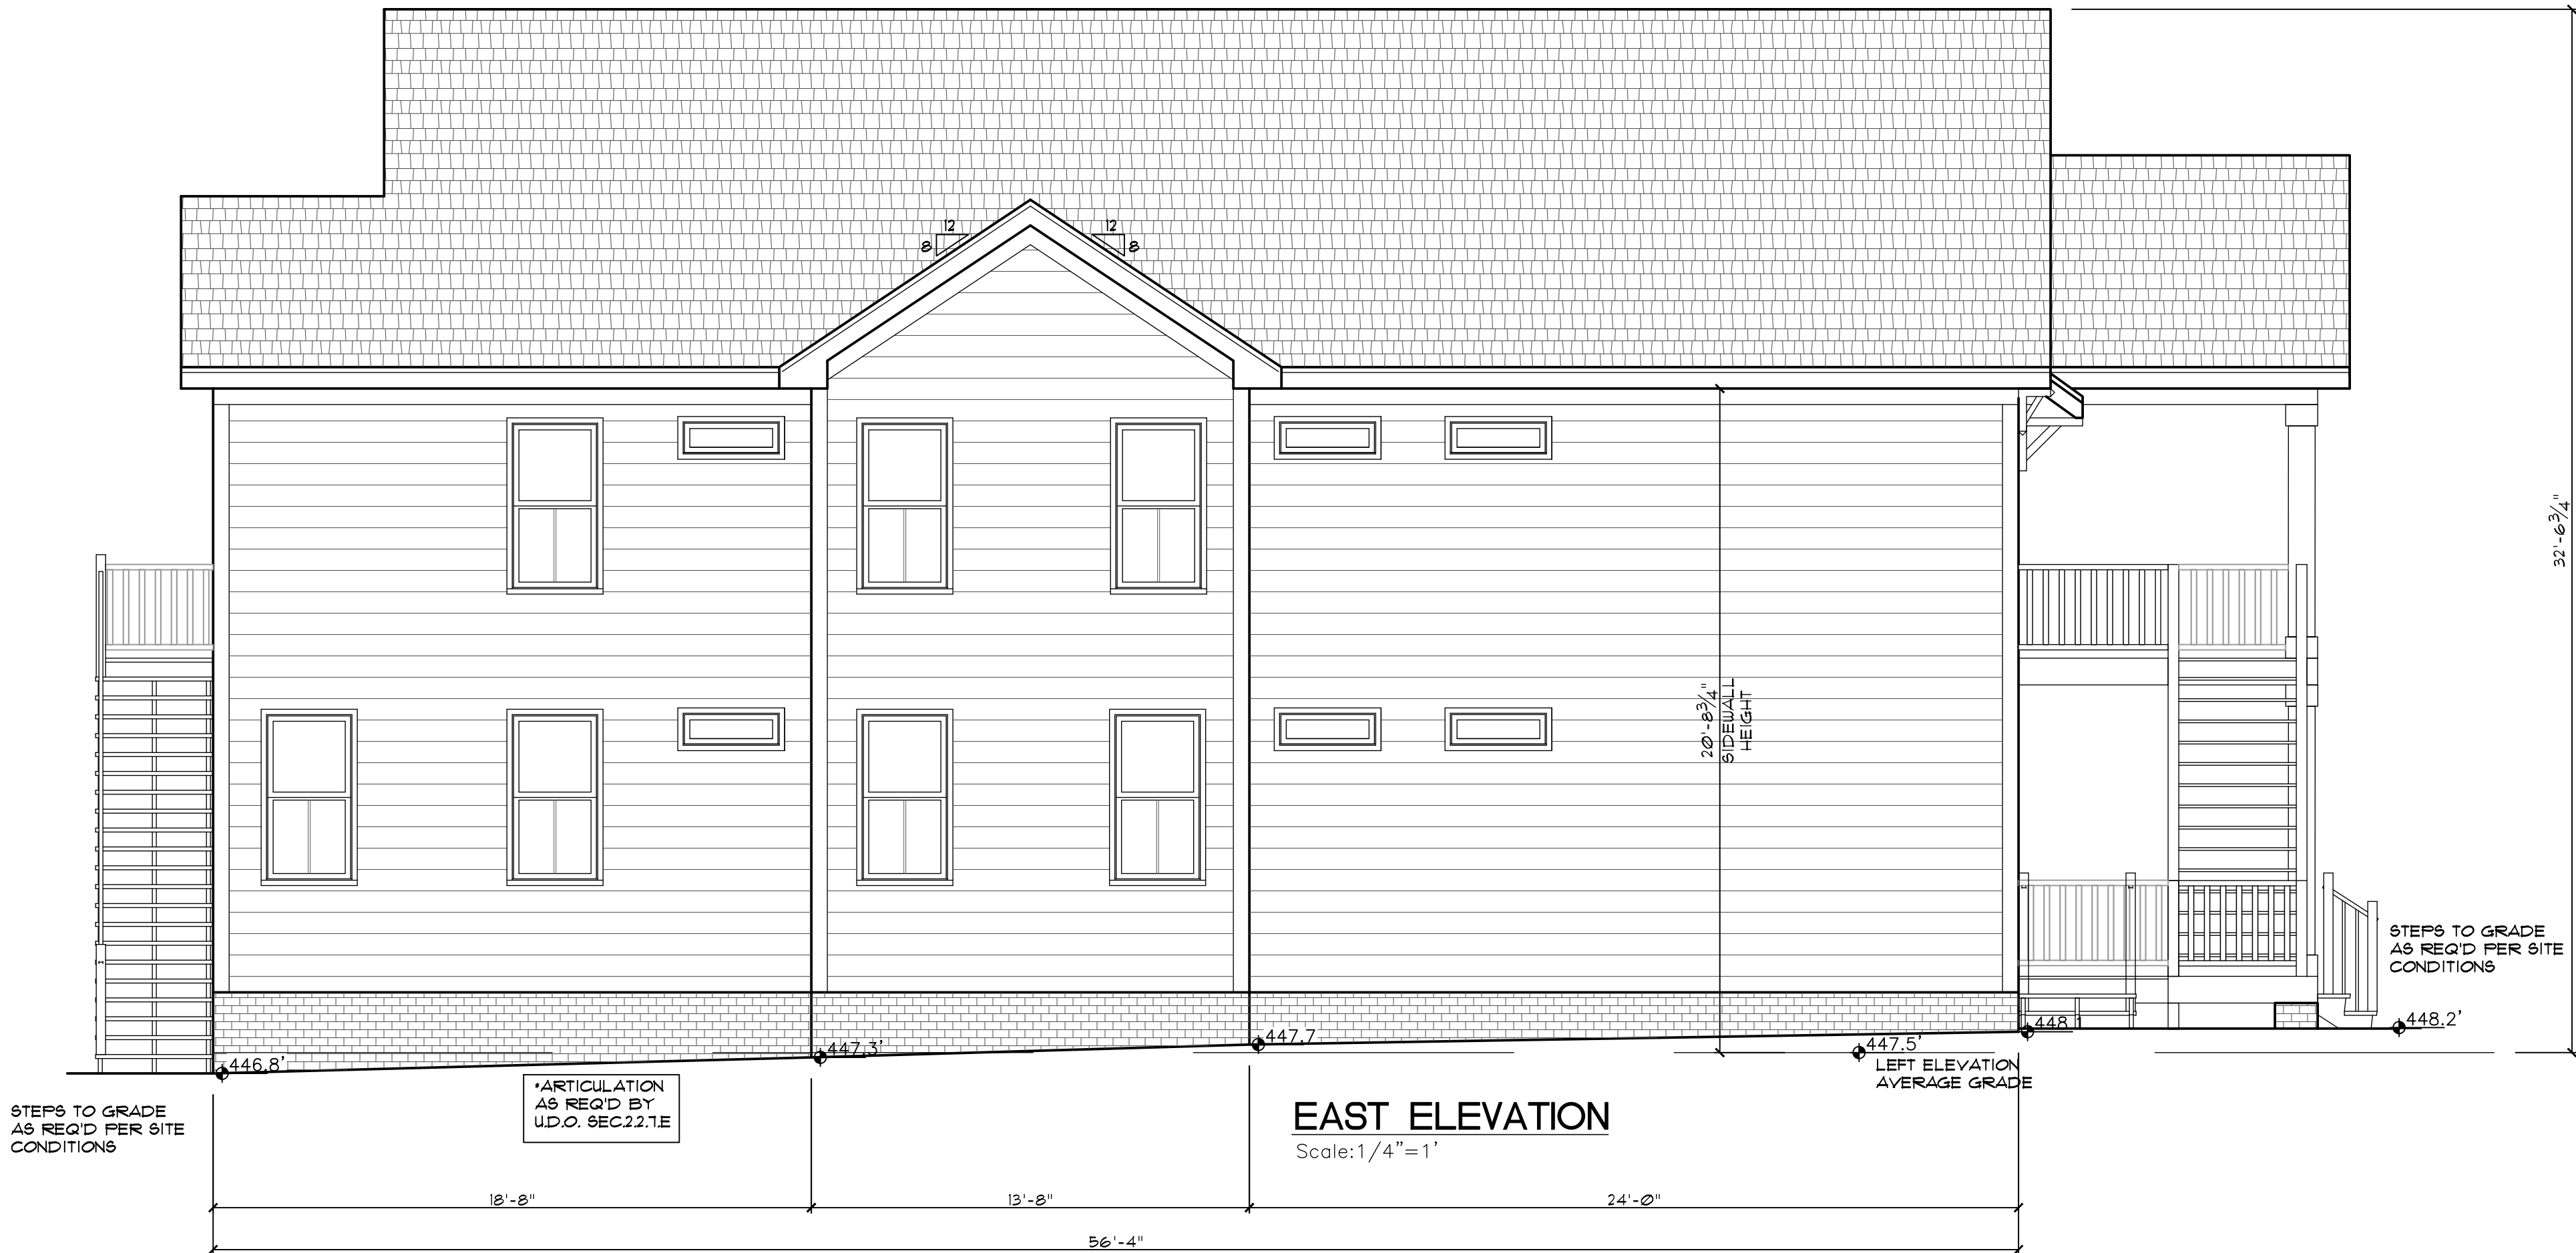 12
8
12
8
32'-6¾"
20'-8¾"
SIDEWALL
HEIGHT
STEPS TO GRADE
AS REQ'D PER SITE
CONDITIONS
448.2'
448.1
447.7
447.5'
447.3'
446.8'
LEFT ELEVATION
AVERAGE GRADE
*ARTICULATION
AS REQ'D BY
U.D.O. SEC.2.2.7.E
STEPS TO GRADE
AS REQ'D PER SITE
CONDITIONS
EAST ELEVATION
Scale:1/4"=1'
18'-8"
13'-8"
24'-0"
56'-4"